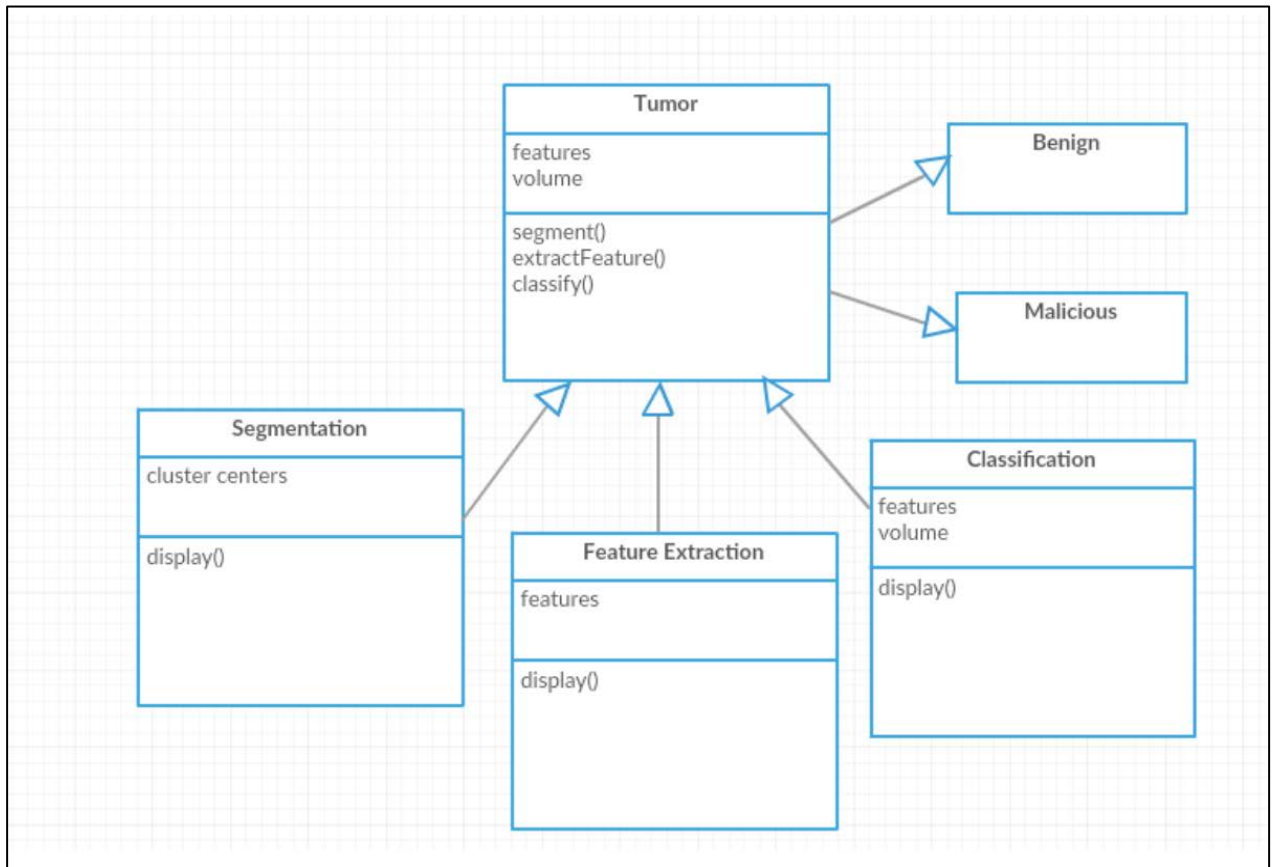 Tumor
features
volume
segment()
extractFeature()
classify()
Benign
Malicious
Segmentation
cluster centers
display()
Feature Extraction
features
display()
Classification
features
volume
display()